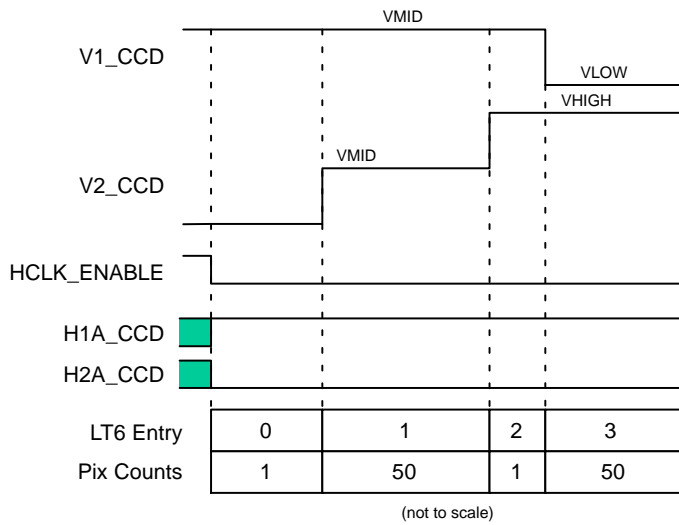 VMID
V1_CCD
VLOW
VHIGH
VMID
V2_CCD
HCLK_ENABLE
H1A_CCD
H2A_CCD
LT6 Entry 0 1 2 3
Pix Counts 1 50 1 50
(not to scale)